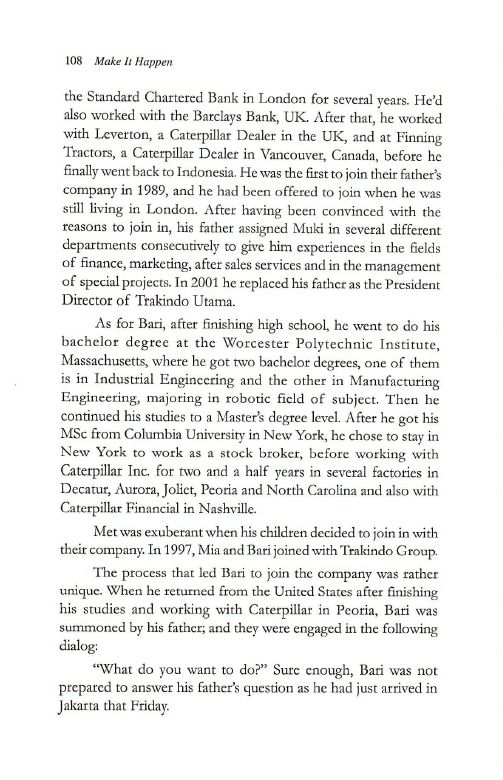 108 Make It Happen
the Standard Chartered Bank in London for several years. He'd
also worked with the Barclays Bank, UK. After that, he worked
with Leverton, a Caterpillar Dealer in the UK, and at Finning
Tractors, a Caterpillar Dealer in Vancouver, Canada, before he
finally went back to Indonesia. He was the first to join their father's
company in 1989, and he had been offered to join when he was
still living in London. After having been convinced with the
reasons to join in, his father assigned Muki in several different
departments consecutively to give him experiences in the fields
of finance, marketing, after sales services and in the management
of special projects. In 2001 he replaced his father as the President
Director of Trakindo Utama.
As for Bari, after finishing high school, he went to do his
bachelor degree at the Worcester Polytechnic Institute,
Massachusetts, where he got two bachelor degrees, one of them
is in Industrial Engineering and the other in Manufacturing
Engineering, majoring in robotic field of subject. Then he
continued his studies to a Master's degree level. After he got his
MSc from Columbia University in New York, he chose to stay in
New York to work as a stock broker, before working with
Caterpillar Inc. for two and a half years in several factories in
Decatur, Aurora, Joliet, Peoria and North Carolina and also with
Caterpillar Financial in Nashville.
Met was exuberant when his children decided to join in with
their company. In 1997, Mia and Bari joined with Trakindo Group.
The process that led Bari to join the company was rather
unique. When he returned from the United States after finishing
his studies and working with Caterpillar in Peoria, Bari was
summoned by his father; and they were engaged in the following
dialog:
"What do you want to do?" Sure enough, Bari was not
prepared to answer his father's question as he had just arrived in
Jakarta that Friday.